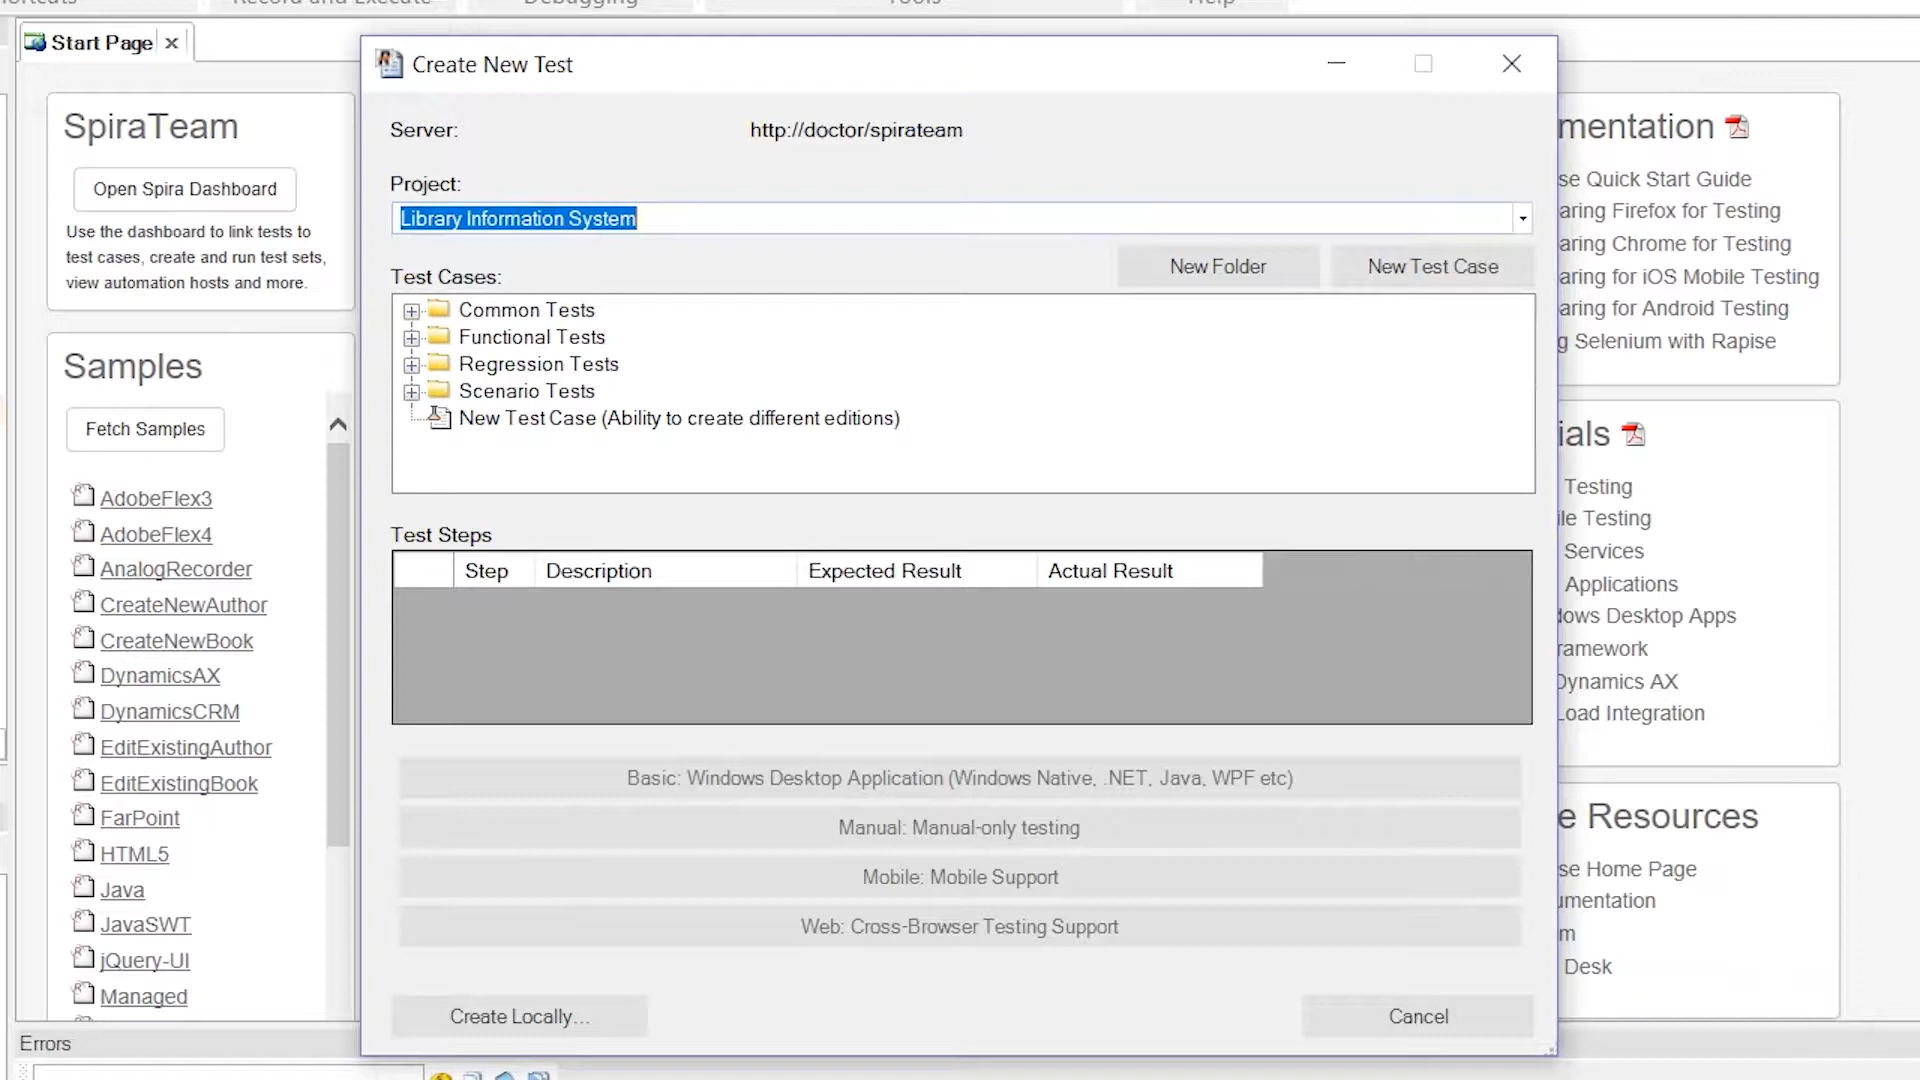 Record and Execute
Debugging
Tools
Help
Start Page
Create New Test
SpiraTeam
Open Spira Dashboard
Use the dashboard to link tests to
test cases, create and run test sets,
view automation hosts and more.
Samples
Fetch Samples
AdobeFlex3
AdobeFlex4
AnalogRecorder
CreateNewAuthor
CreateNewBook
DynamicsAX
DynamicsCRM
EditExistingAuthor
EditExistingBook
FarPoint
HTML5
Java
JavaSWT
jQuery-UI
Managed
Errors
Server: http://doctor/spirateam
Project:
Library Information System
New Folder New Test Case
Test Cases:
Common Tests
Functional Tests
Regression Tests
Scenario Tests
New Test Case (Ability to create different editions)
Test Steps
Step Description Expected Result Actual Result
Basic: Windows Desktop Application (Windows Native, .NET, Java, WPF etc)
Manual: Manual-only testing
Mobile: Mobile Support
Web: Cross-Browser Testing Support
Create Locally... Cancel
mentation
se Quick Start Guide
aring Firefox for Testing
aring Chrome for Testing
aring for iOS Mobile Testing
aring for Android Testing
g Selenium with Rapise
ials
Testing
ile Testing
Services
Applications
dows Desktop Apps
ramework
Dynamics AX
Load Integration
e Resources
se Home Page
umentation
m
Desk